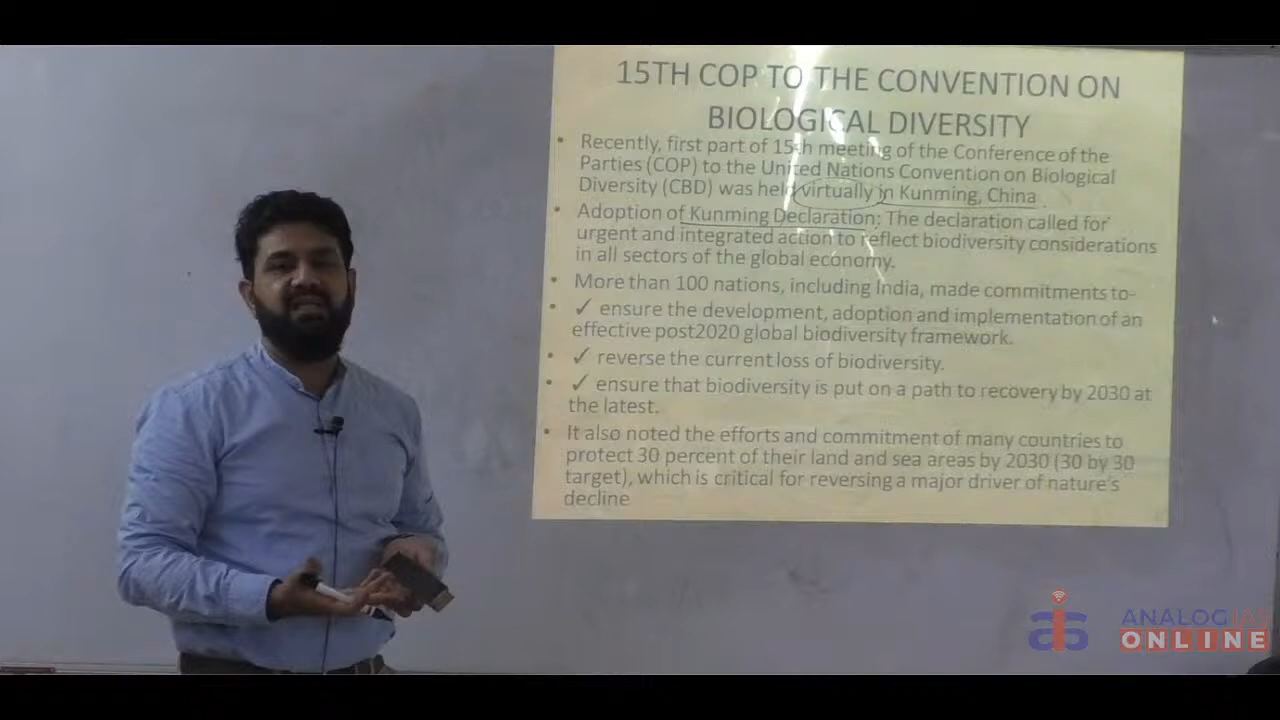 15TH COP TO THE CONVENTION ON
BIOLOGICAL DIVERSITY
• Recently, first part of 15th meeting of the Conference of the
Parties (COP) to the United Nations Convention on Biological
Diversity (CBD) was held virtually in Kunming, China
• Adoption of Kunming Declaration: The declaration called for
urgent and integrated action to reflect biodiversity considerations
in all sectors of the global economy.
• More than 100 nations, including India, made commitments to-
• ✓ ensure the development, adoption and implementation of an
effective post2020 global biodiversity framework.
• ✓ reverse the current loss of biodiversity.
• ✓ ensure that biodiversity is put on a path to recovery by 2030 at
the latest.
• It also noted the efforts and commitment of many countries to
protect 30 percent of their land and sea areas by 2030 (30 by 30
target), which is critical for reversing a major driver of nature's
decline
ANALOG IAS
ONLINE